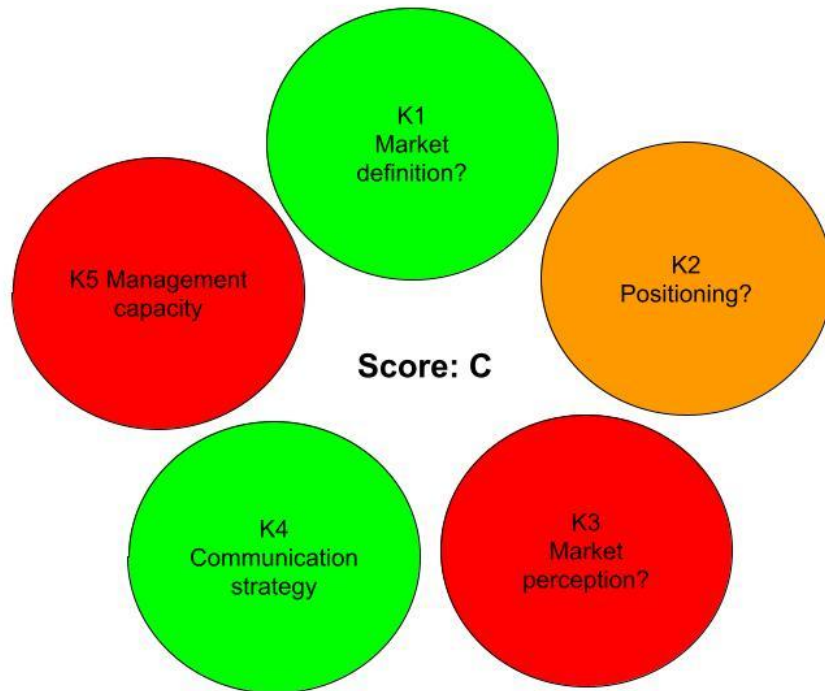 K1
Market
definition?
K2
Positioning?
K3
Market
perception?
K4
Communication
strategy
K5 Management
capacity
Score: C